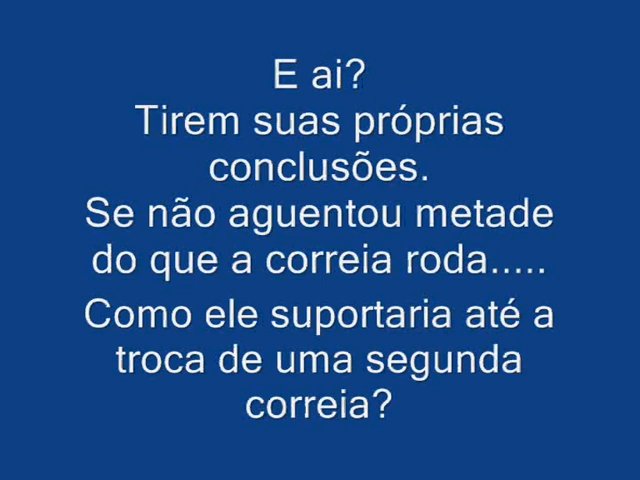 E ai?
Tirem suas próprias
conclusões.
Se não aguentou metade
do que a correia roda.....
Como ele suportaria até a
troca de uma segunda
correia?